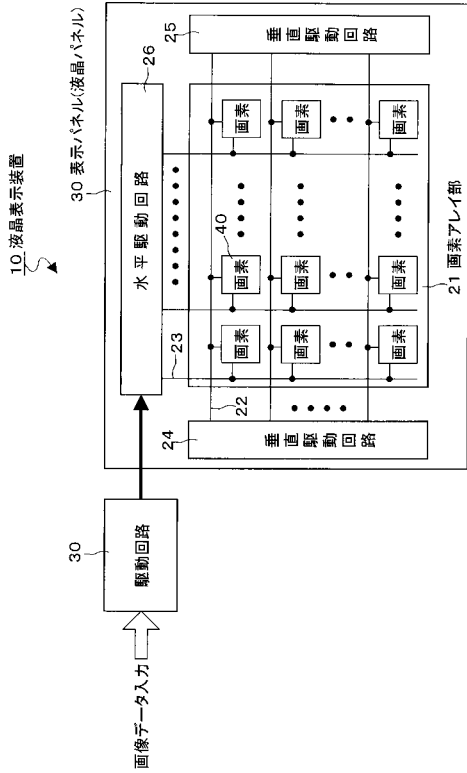 10 液晶表示装置
30 表示パネル(液晶パネル)
水平駆動回路
26
垂直駆動回路
25
23
40
画素
画素
画素
画素
画素
画素
画素
画素
画素
22
24
垂直駆動回路
21 画素アレイ部
駆動回路
30
画像データ入力